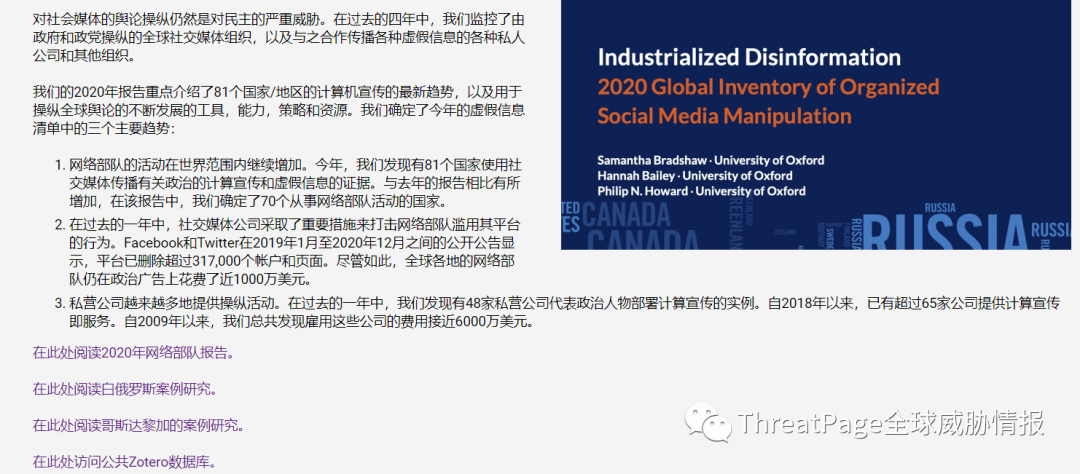 对社会媒体的舆论操纵仍然是对民主的严重威胁。在过去的四年中，我们监控了由
政府和政党操纵的全球社交媒体组织，以及与之合作传播各种虚假信息的各种私人
公司和其他组织。
我们的2020年报告重点介绍了81个国家/地区的计算机宣传的最新趋势，以及用于
操纵全球舆论的不断发展的工具，能力，策略和资源。我们确定了今年的虚假信息
清单中的三个主要趋势：
1. 网络部队的活动在世界范围内继续增加。今年，我们发现有81个国家使用社
交媒体传播有关政治的计算宣传和虚假信息的证据。与去年的报告相比有所
增加，在该报告中，我们确定了70个从事网络部队活动的国家。
2. 在过去的一年中，社交媒体公司采取了重要措施来打击网络部队滥用其平台
的行为。Facebook和Twitter在2019年1月至2020年12月之间的公开公告显
示，平台已删除超过317,000个帐户和页面。尽管如此，全球各地的网络部
队仍在政治广告上花费了近1000万美元。
3. 私营公司越来越多地提供操纵活动。在过去的一年中，我们发现有48家私营公司代表政治人物部署计算宣传的实例。自2018年以来，已有超过65家公司提供计算宣传
即服务。自2009年以来，我们总共发现雇用这些公司的费用接近6000万美元。
在此处阅读2020年网络部队报告。
在此处阅读白俄罗斯案例研究。
在此处阅读哥斯达黎加的案例研究。
在此处访问公共Zotero数据库。
Industrialized Disinformation
2020 Global Inventory of Organized
Social Media Manipulation
Samantha Bradshaw · University of Oxford
Hannah Bailey · University of Oxford
Philip N. Howard · University of Oxford
CANADA
CANADA
RUSSIA
RUSSIA
RUSSIA
ThreatPage全球威胁情报